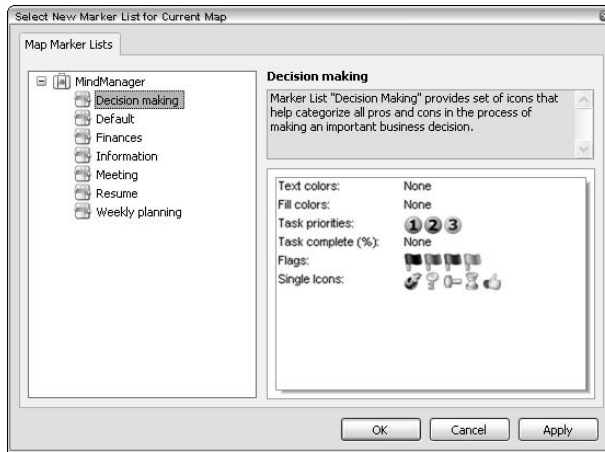 Select New Marker List for Current Map
Map Marker Lists
MindManager
Decision making
Default
Finances
Information
Meeting
Resume
Weekly planning
Decision making
Marker List "Decision Making" provides set of icons that
help categorize all pros and cons in the process of
making an important business decision.
Text colors: None
Fill colors: None
Task priorities: 1 2 3
Task complete (%): None
Flags:
Single Icons:
OK Cancel Apply